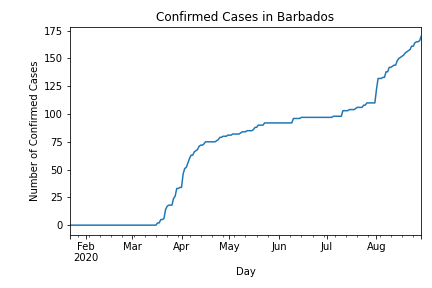 Confirmed Cases in Barbados
175
150
125
100
75
50
25
0
Number of Confirmed Cases
Feb Mar Apr May Jun Jul Aug
2020
Day